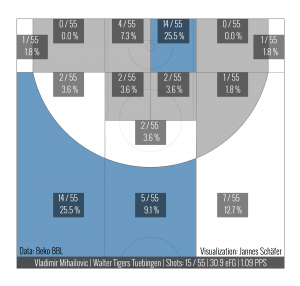 0 / 55
0.0 %
4 / 55
7.3 %
14 / 55
25.5 %
0 / 55
0.0 %
1 / 55
1.8 %
1 / 55
1.8 %
2 / 55
3.6 %
2 / 55
3.6 %
2 / 55
3.6 %
1 / 55
1.8 %
2 / 55
3.6 %
14 / 55
25.5 %
5 / 55
9.1 %
7 / 55
12.7 %
Data: Beko BBL
Visualization: Jannes Schäfer
Vladimir Mihailovic | Walter Tigers Tuebingen | Shots: 15 / 55 | 30.9 eFG | 1.09 PPS